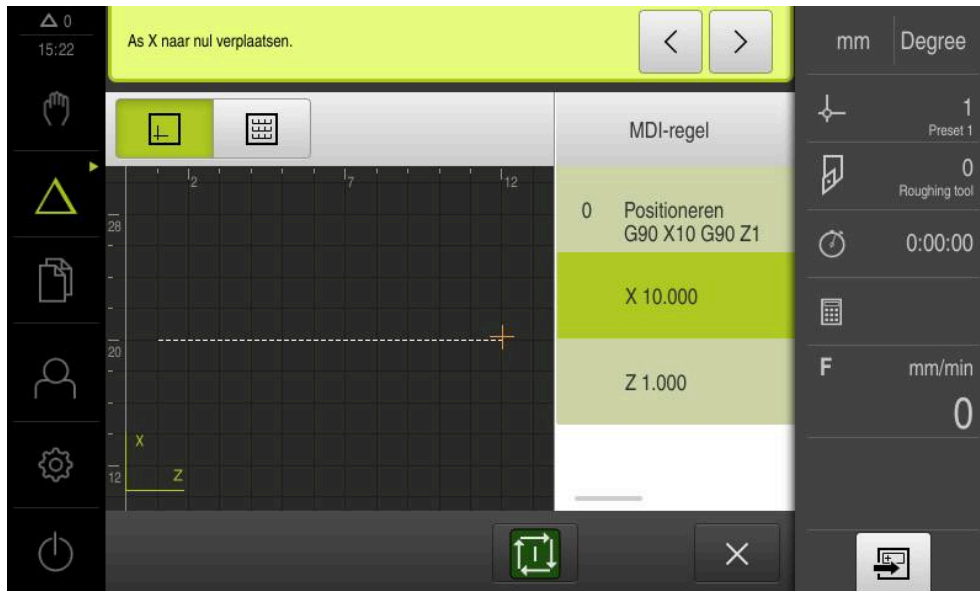 0
15:22
As X naar nul verplaatsen.
mm
Degree
1
Preset 1
0
Roughing tool
0:00:00
F
mm/min
0
MDI-regel
0
Positioneren
G90 X10 G90 Z1
X 10.000
Z 1.000
2
7
12
28
20
12
X
Z
I